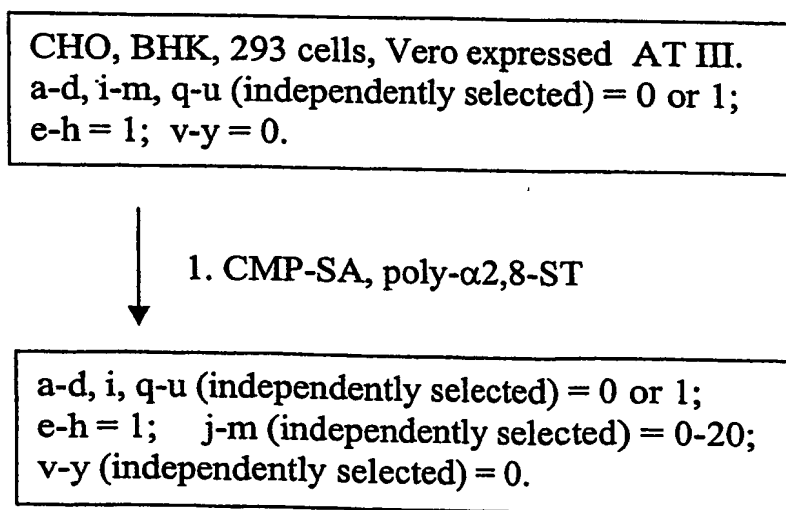 CHO, BHK, 293 cells, Vero expressed AT III.
a-d, i-m, q-u (independently selected) = 0 or 1;
e-h = 1; v-y = 0.
1. CMP-SA, poly-α2,8-ST
a-d, i, q-u (independently selected) = 0 or 1;
e-h = 1; j-m (independently selected) = 0-20;
v-y (independently selected) = 0.